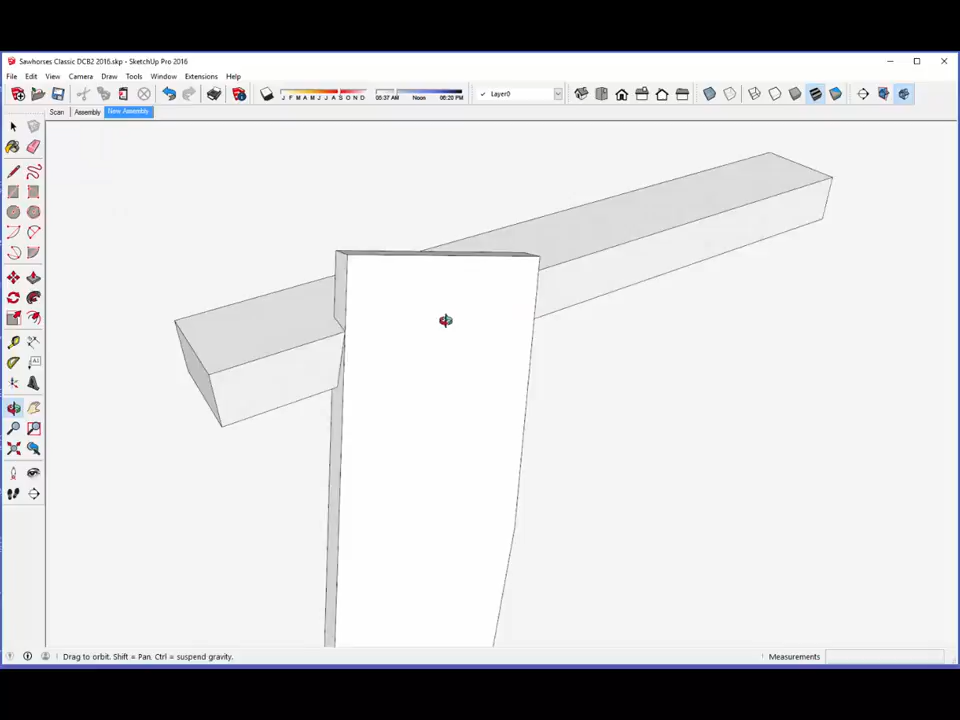 Sawhorses Classic DCB2 2016.skp - SketchUp Pro 2016
File Edit View Camera Draw Tools Window Extensions Help
J F M A M J J A S O N D 05:37 AM Noon 06:20 PM Layer0
Scan Assembly New Assembly
Drag to orbit. Shift = Pan. Ctrl = suspend gravity. Measurements